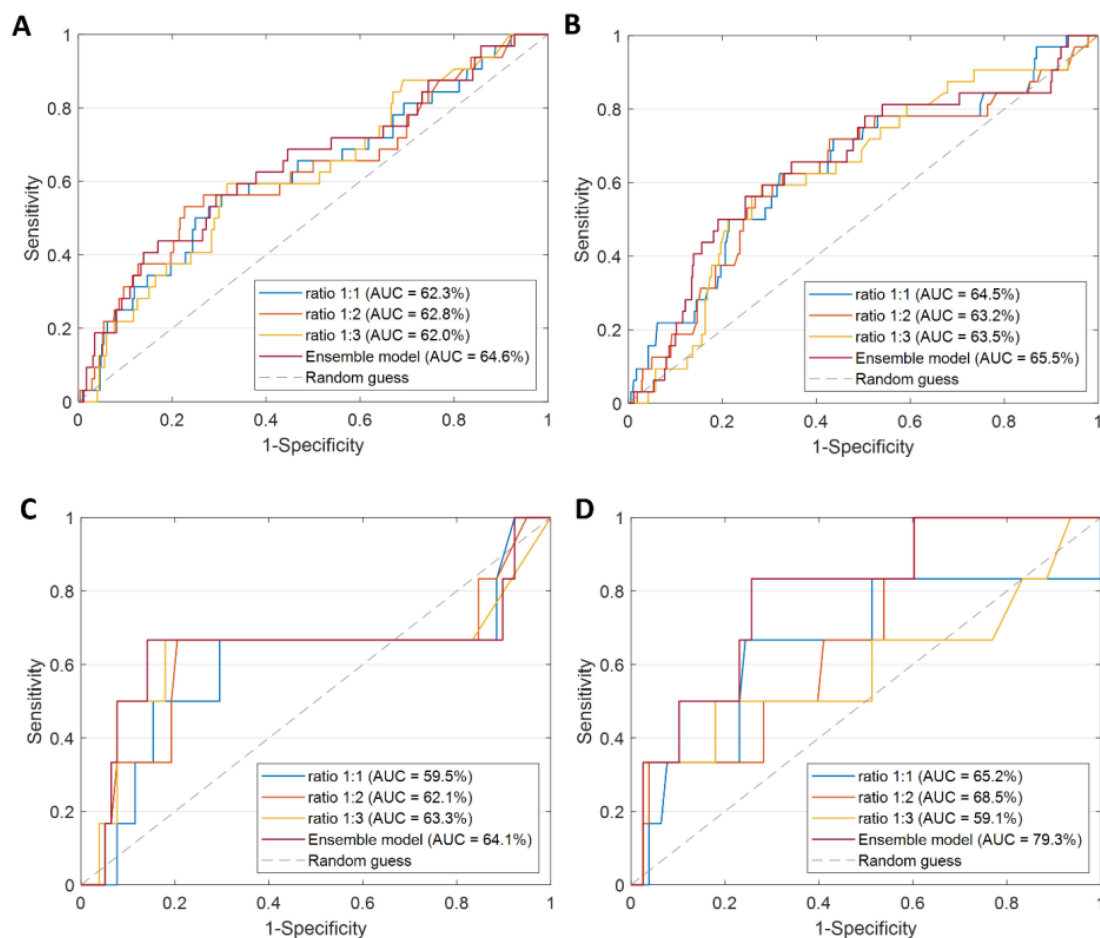 A
Sensitivity
1
0.8
0.6
0.4
0.2
0
ratio 1:1 (AUC = 62.3%)
ratio 1:2 (AUC = 62.8%)
ratio 1:3 (AUC = 62.0%)
Ensemble model (AUC = 64.6%)
Random guess
0 0.2 0.4 0.6 0.8 1
1-Specificity
B
Sensitivity
1
0.8
0.6
0.4
0.2
0
ratio 1:1 (AUC = 64.5%)
ratio 1:2 (AUC = 63.2%)
ratio 1:3 (AUC = 63.5%)
Ensemble model (AUC = 65.5%)
Random guess
0 0.2 0.4 0.6 0.8 1
1-Specificity
C
Sensitivity
1
0.8
0.6
0.4
0.2
0
ratio 1:1 (AUC = 59.5%)
ratio 1:2 (AUC = 62.1%)
ratio 1:3 (AUC = 63.3%)
Ensemble model (AUC = 64.1%)
Random guess
0 0.2 0.4 0.6 0.8 1
1-Specificity
D
Sensitivity
1
0.8
0.6
0.4
0.2
0
ratio 1:1 (AUC = 65.2%)
ratio 1:2 (AUC = 68.5%)
ratio 1:3 (AUC = 59.1%)
Ensemble model (AUC = 79.3%)
Random guess
0 0.2 0.4 0.6 0.8 1
1-Specificity